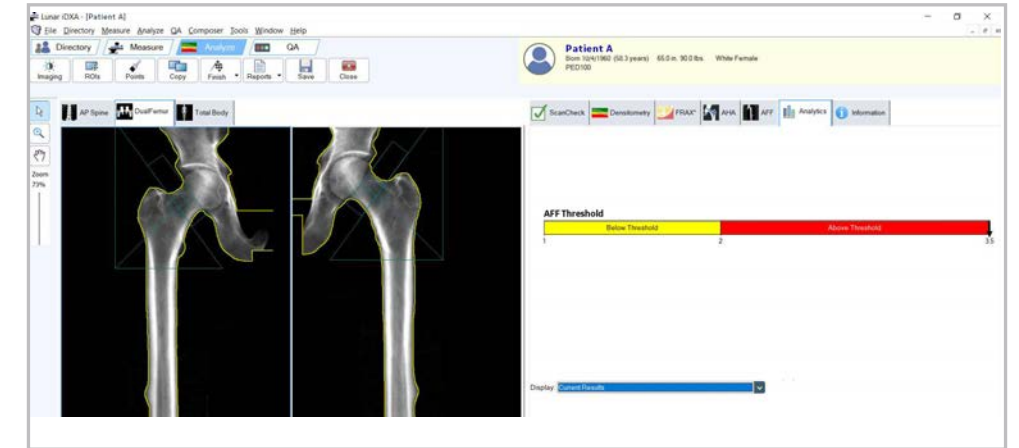 Lunar iDXA - [Patient A]
File Directory Measure Analyze QA Composer Tools Window Help
Directory Measure Analyze QA
Imaging ROIs Points Copy Finish Reports Save Close
Patient A
Born 10/4/1962 (58.3 years) 65.0 in. 90.0 lbs. White Female
PED100
AP Spine DualFemur Total Body
ScanCheck Densitometry FRAX® AHA AFF Analytics Information
Zoom
73%
AFF Threshold
Below Threshold Above Threshold
1 2 3.5
Display Current Results